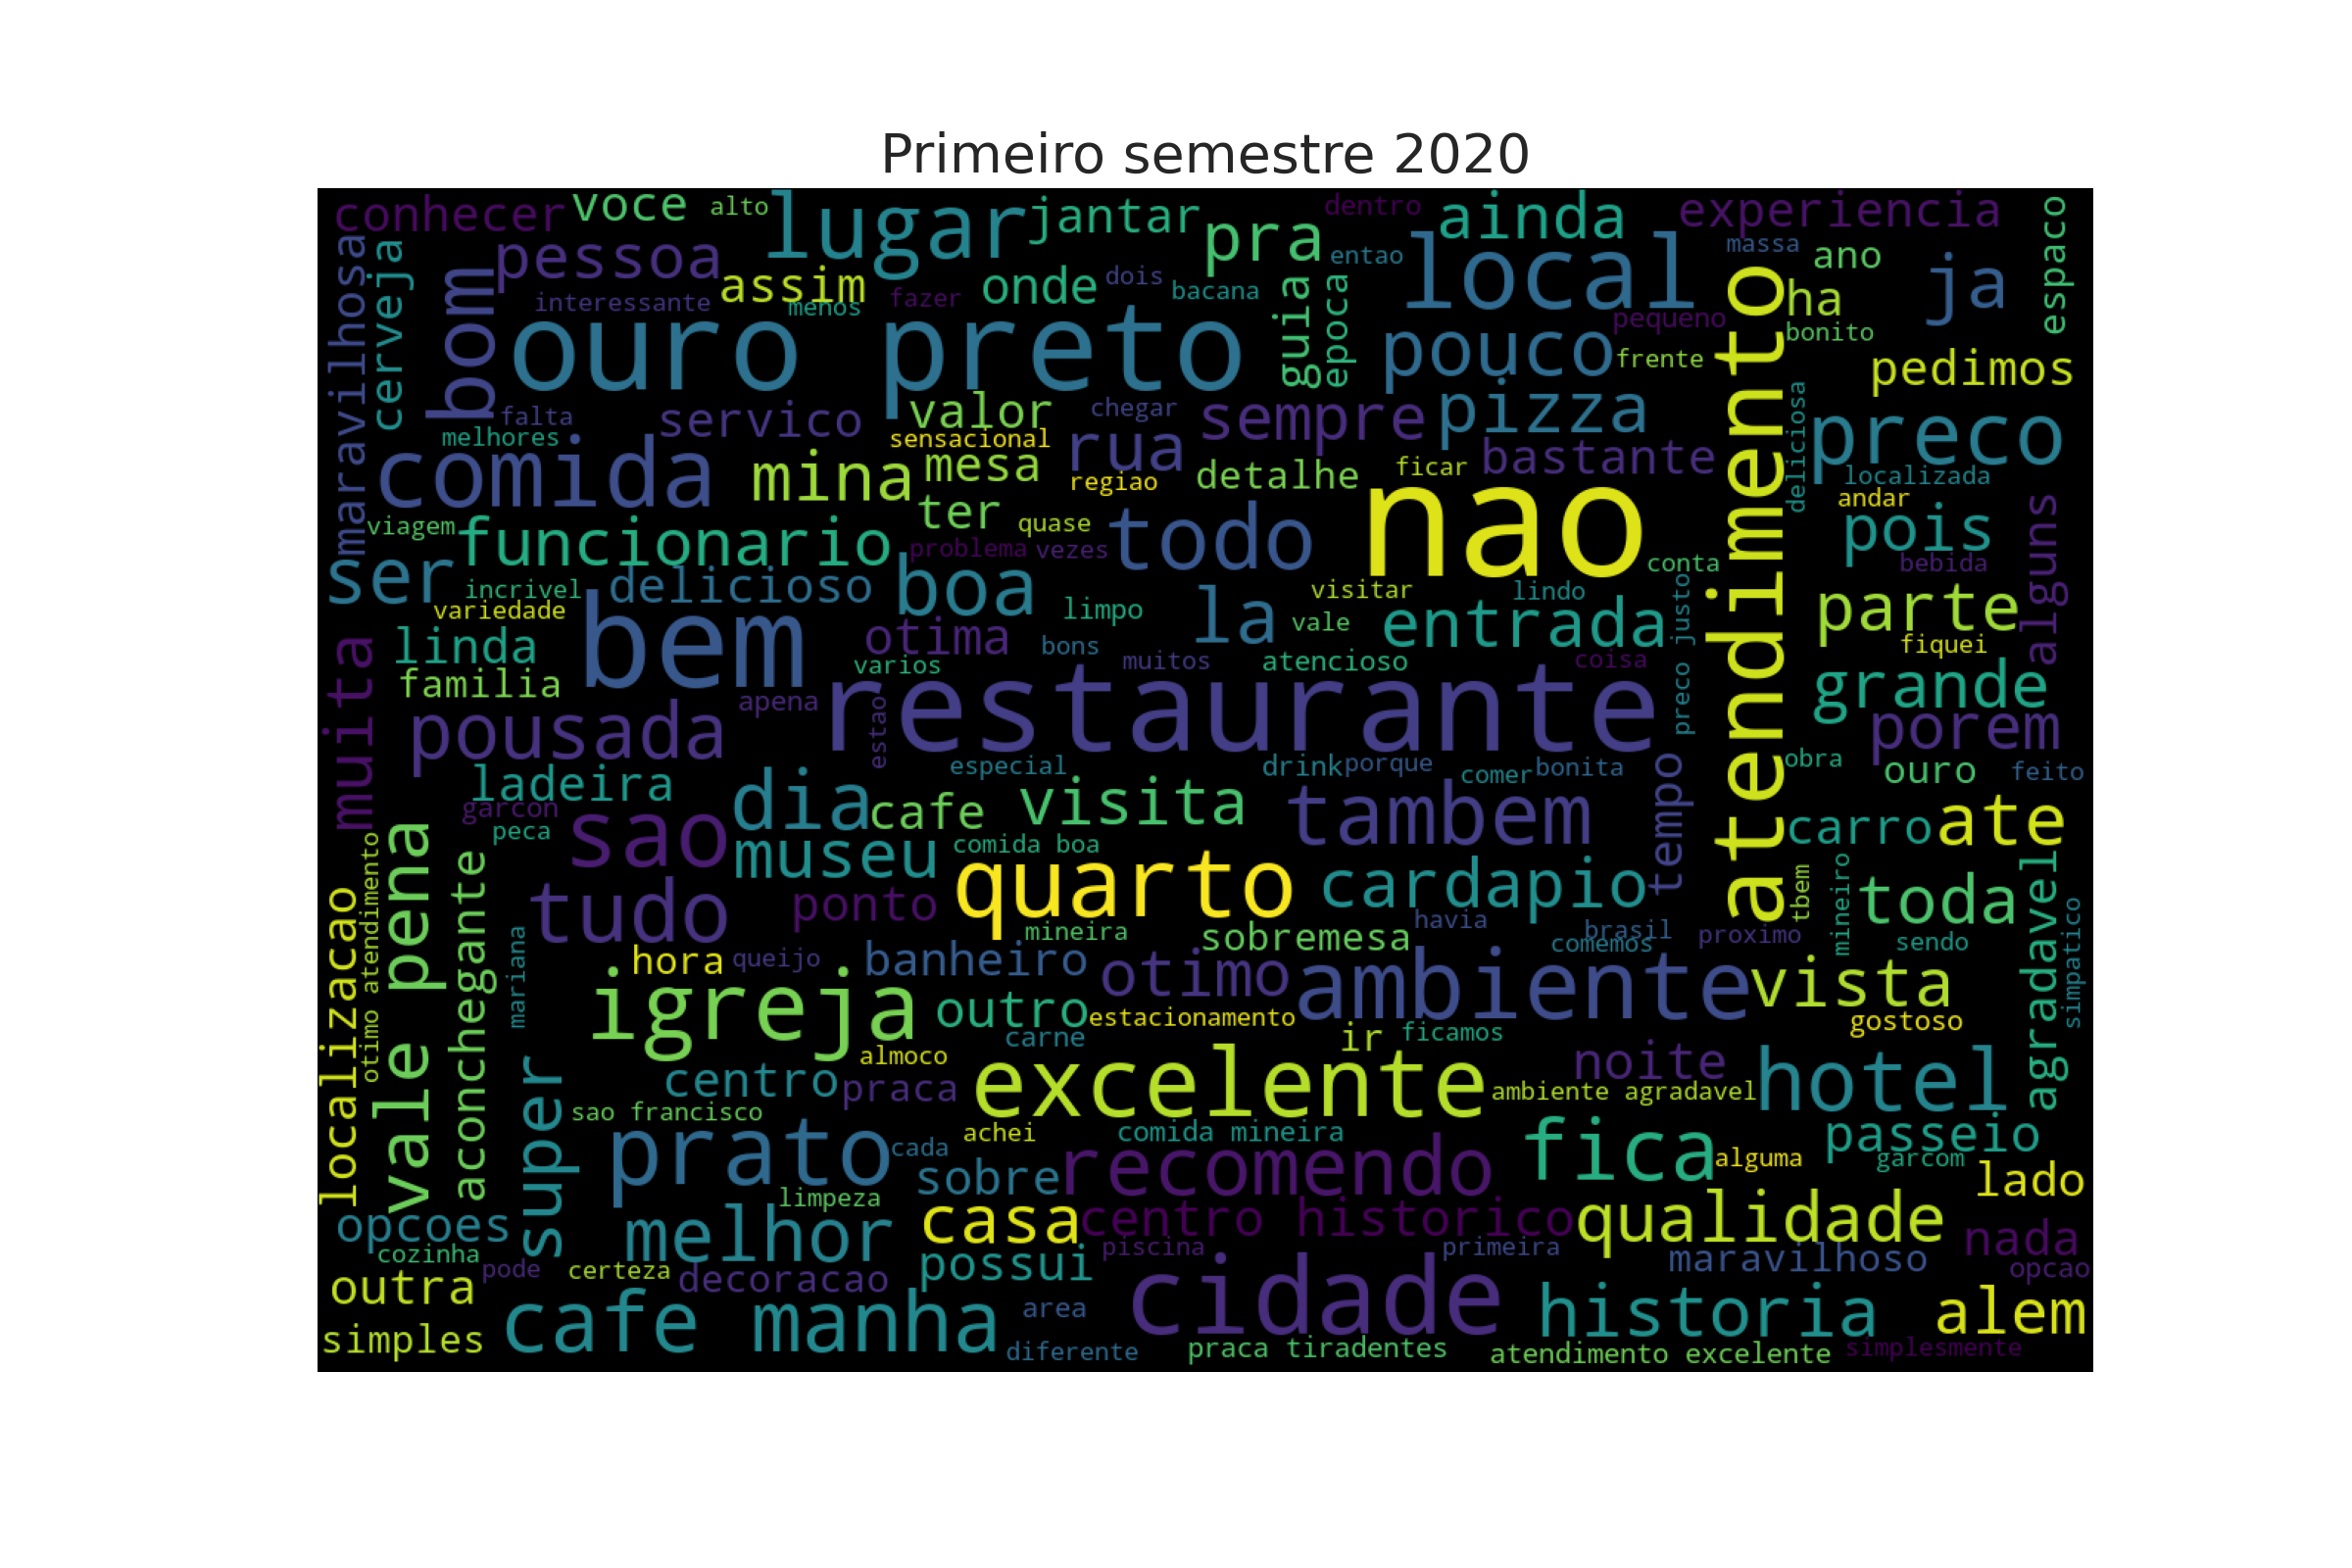 Primeiro semestre 2020
conhecer voce alto lugar jantar pra dentro ainda experiencia espaco
maravilhosa cerveja bom pessoa assim onde dois bacana entao local massa ano ja
interessante menos fazer guia epoca pequeno ha bonito
ouro preto pouco frente atendimento pedimos
falta servico valor chegar sempre pizza deliciosa preco
melhores sensacional rua bastante
comida mina mesa regiao detalhe ficar localizada andar
viagem funcionario ter quase todo nao pois alguns
problema vezes conta bebida
ser incrivel delicioso boa visitar lindo preco justo parte
variedade limpo la vale entrada fiquei
muita linda bem otima bons muitos atencioso coisa grande
familia varios
pousada apena estao restaurante porem
ladeira especial drink porque comer bonita tempo obra ouro feito
garcon sao dia cafe visita tambem carro ate
peca museu comida boa
localizacao otimo atendimento vale pena aconchegante tudo ponto quarto cardapio tbem mineiro toda agradavel simpatico
mariana mineira havia brasil
hora queijo banheiro sobremesa comemos proximo sendo
igreja otimo ambiente vista
outro estacionamento gostoso
super carne ir ficamos
centro almoco excelente noite hotel
praca ambiente agradavel
sao francisco
prato cada achei comida mineira fica passeio
sobre recomendo alguma garcom lado
opcoes limpeza casa centro historico qualidade nada
melhor
cozinha possui piscina primeira maravilhoso opcao
outra pode certeza decoracao cidade
simples cafe manha area historia alem
diferente praca tiradentes atendimento excelente simplesmente